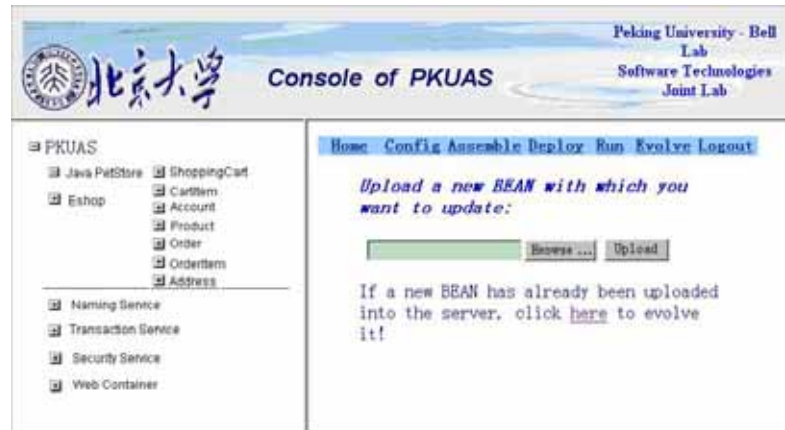 北京大学
Console of PKUAS
Peking University - Bell
Lab
Software Technologies
Joint Lab
PKUAS
Java PetStore
Eshop
ShoppingCart
CartItem
Account
Product
Order
OrderItem
Address
Naming Service
Transaction Service
Security Service
Web Container
Home Config Assemble Deploy Run Evolve Logout
Upload a new BEAN with which you
want to update:
Browse ... Upload
If a new BEAN has already been uploaded
into the server, click here to evolve
it!